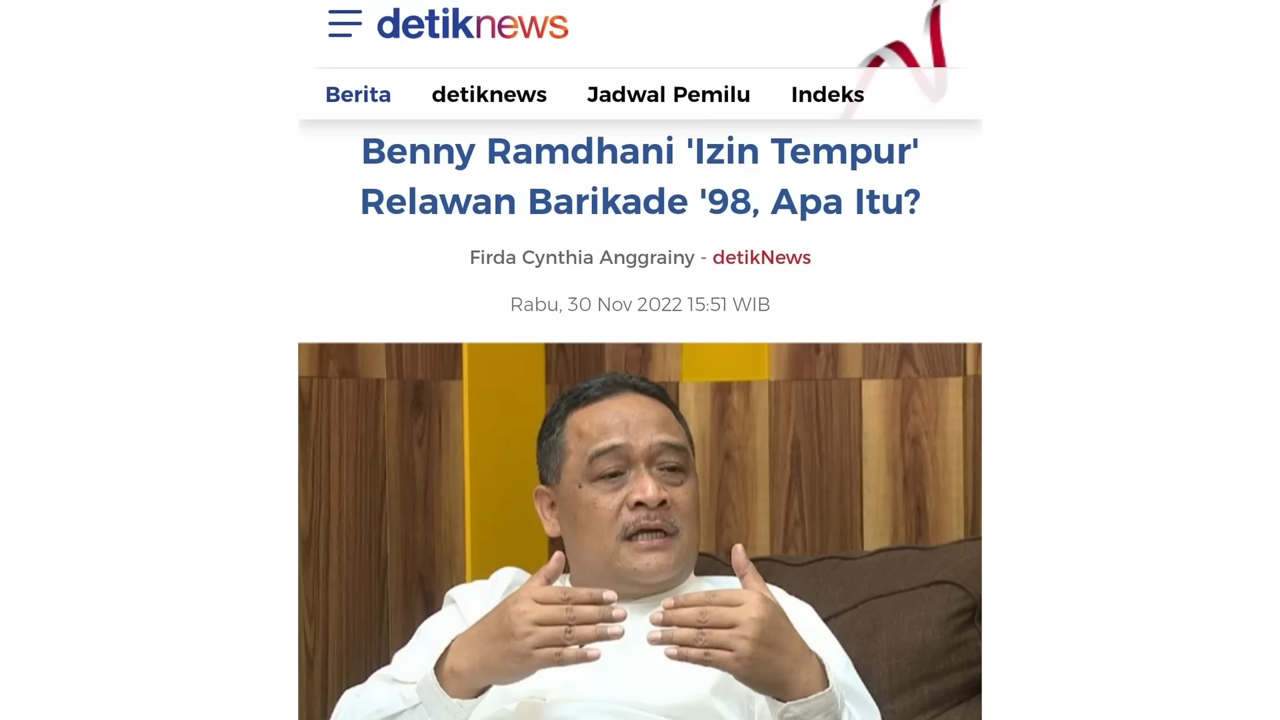 detiknews
Berita detiknews Jadwal Pemilu Indeks
Benny Ramdhani 'Izin Tempur'
Relawan Barikade '98, Apa Itu?
Firda Cynthia Anggrainy - detikNews
Rabu, 30 Nov 2022 15:51 WIB